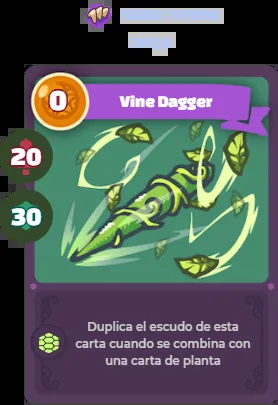 0
Vine Dagger
20
30
Duplica el escudo de esta
carta cuando se combina con
una carta de planta